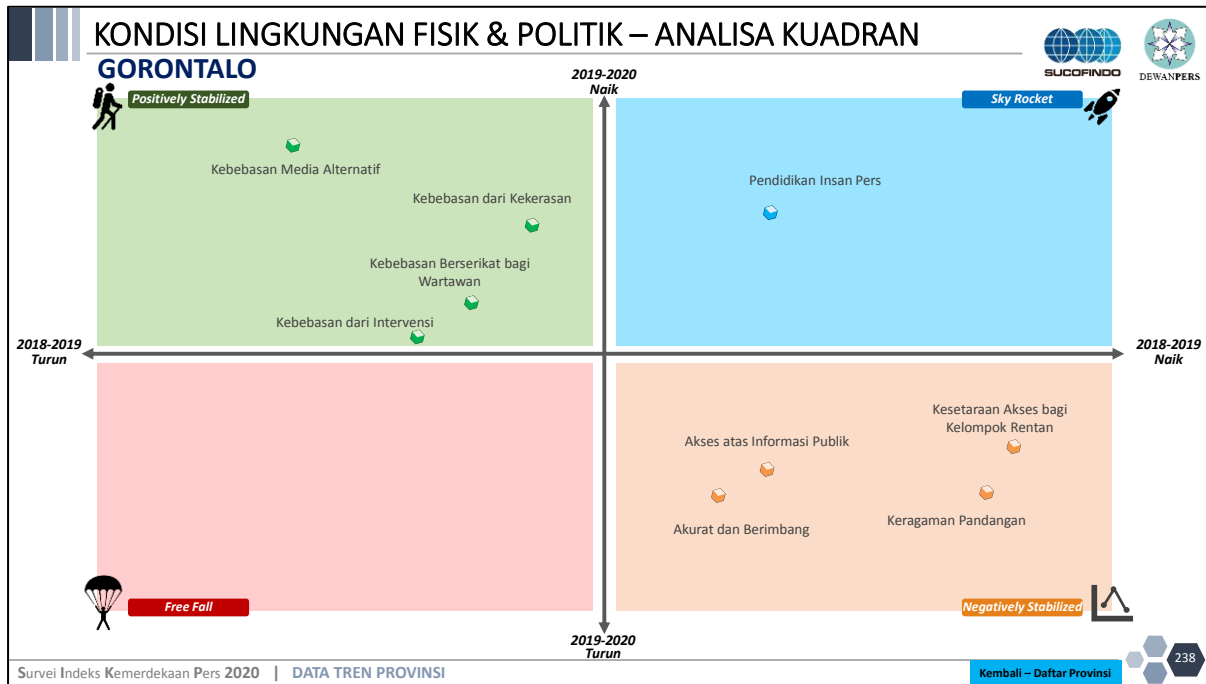 KONDISI LINGKUNGAN FISIK & POLITIK – ANALISA KUADRAN
GORONTALO
SUCOFINDO
DEWANPERS
2019-2020
Naik
Positively Stabilized
Sky Rocket
Kebebasan Media Alternatif
Pendidikan Insan Pers
Kebebasan dari Kekerasan
Kebebasan Berserikat bagi
Wartawan
Kebebasan dari Intervensi
2018-2019
Turun
2018-2019
Naik
Kesetaraan Akses bagi
Kelompok Rentan
Akses atas Informasi Publik
Akurat dan Berimbang
Keragaman Pandangan
Free Fall
Negatively Stabilized
2019-2020
Turun
Survei Indeks Kemerdekaan Pers 2020 | DATA TREN PROVINSI
Kembali – Daftar Provinsi
238